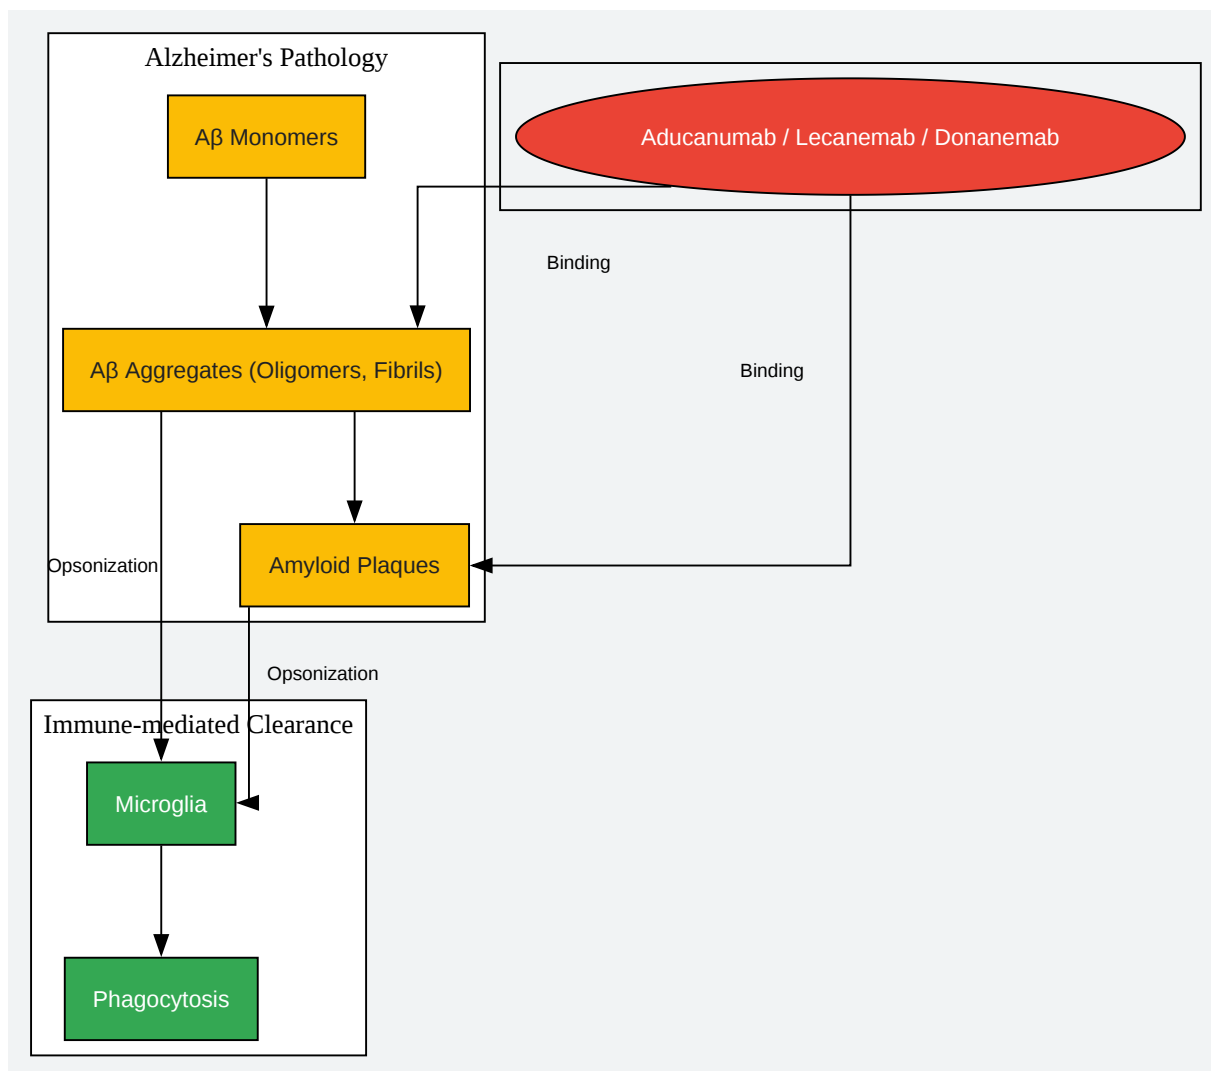 Alzheimer's Pathology
Aβ Monomers
Aducanumab / Lecanemab / Donanemab
Binding
Aβ Aggregates (Oligomers, Fibrils)
Binding
Opsonization
Amyloid Plaques
Opsonization
Immune-mediated Clearance
Microglia
Phagocytosis